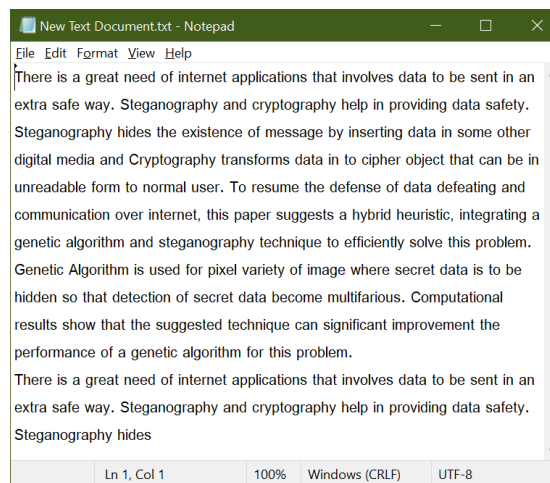 New Text Document.txt - Notepad
File Edit Format View Help
There is a great need of internet applications that involves data to be sent in an
extra safe way. Steganography and cryptography help in providing data safety.
Steganography hides the existence of message by inserting data in some other
digital media and Cryptography transforms data in to cipher object that can be in
unreadable form to normal user. To resume the defense of data defeating and
communication over internet, this paper suggests a hybrid heuristic, integrating a
genetic algorithm and steganography technique to efficiently solve this problem.
Genetic Algorithm is used for pixel variety of image where secret data is to be
hidden so that detection of secret data become multifarious. Computational
results show that the suggested technique can significant improvement the
performance of a genetic algorithm for this problem.
There is a great need of internet applications that involves data to be sent in an
extra safe way. Steganography and cryptography help in providing data safety.
Steganography hides
Ln 1, Col 1 100% Windows (CRLF) UTF-8